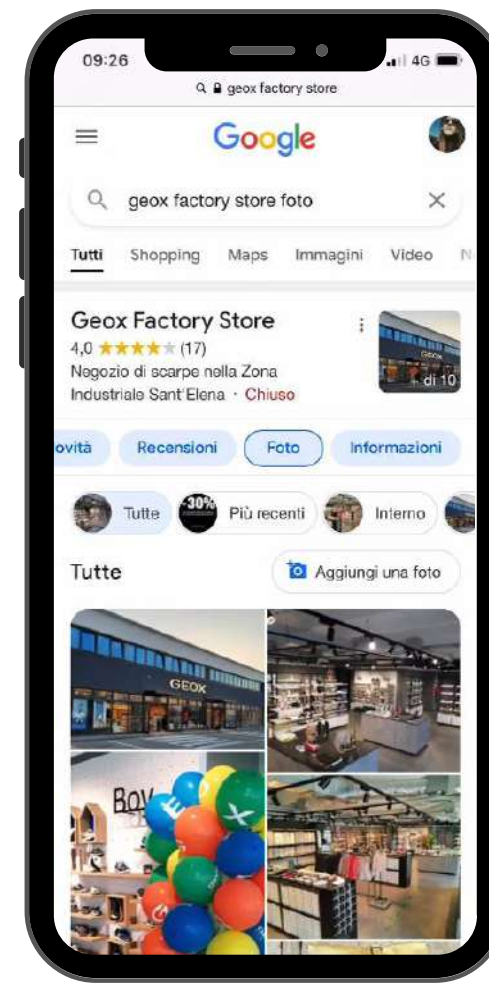 09:26
4G
geox factory store
Google
geox factory store foto
Tutti Shopping Maps Immagini Video N
Geox Factory Store
4,0 (17)
Negozio di scarpe nella Zona
Industriale Sant'Elena · Chiuso
GEOX
di 10
ovità Recensioni Foto Informazioni
Tutte -30% Più recenti Interno
Tutte Aggiungi una foto
GEOX
BOY
E O X
G